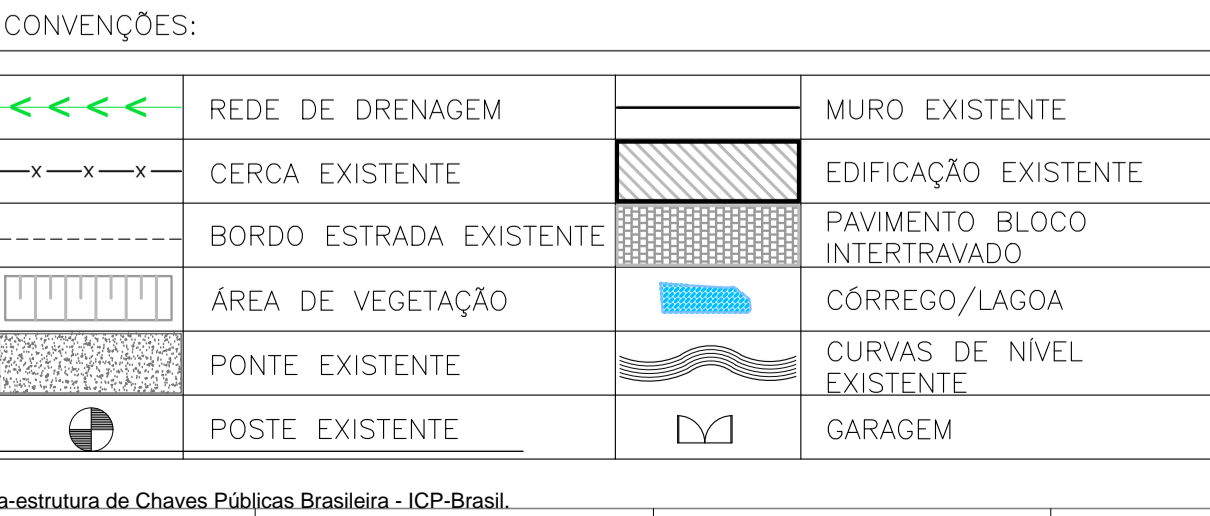 CONVENÇÕES:
REDE DE DRENAGEM
MURO EXISTENTE
x x x
CERCA EXISTENTE
EDIFICAÇÃO EXISTENTE
BORDO ESTRADA EXISTENTE
PAVIMENTO BLOCO
INTERTRAVADO
ÁREA DE VEGETAÇÃO
CÓRREGO/LAGOA
PONTE EXISTENTE
CURVAS DE NÍVEL
EXISTENTE
POSTE EXISTENTE
GARAGEM
a-estrutura de Chaves Públicas Brasileira - ICP-Brasil.